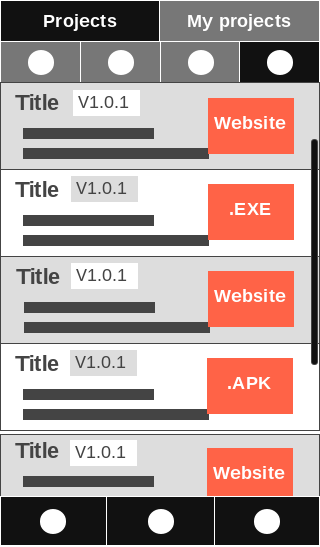 Projects
My projects
Title V1.0.1
Website
Title V1.0.1
.EXE
Title V1.0.1
Website
Title V1.0.1
.APK
Title V1.0.1
Website